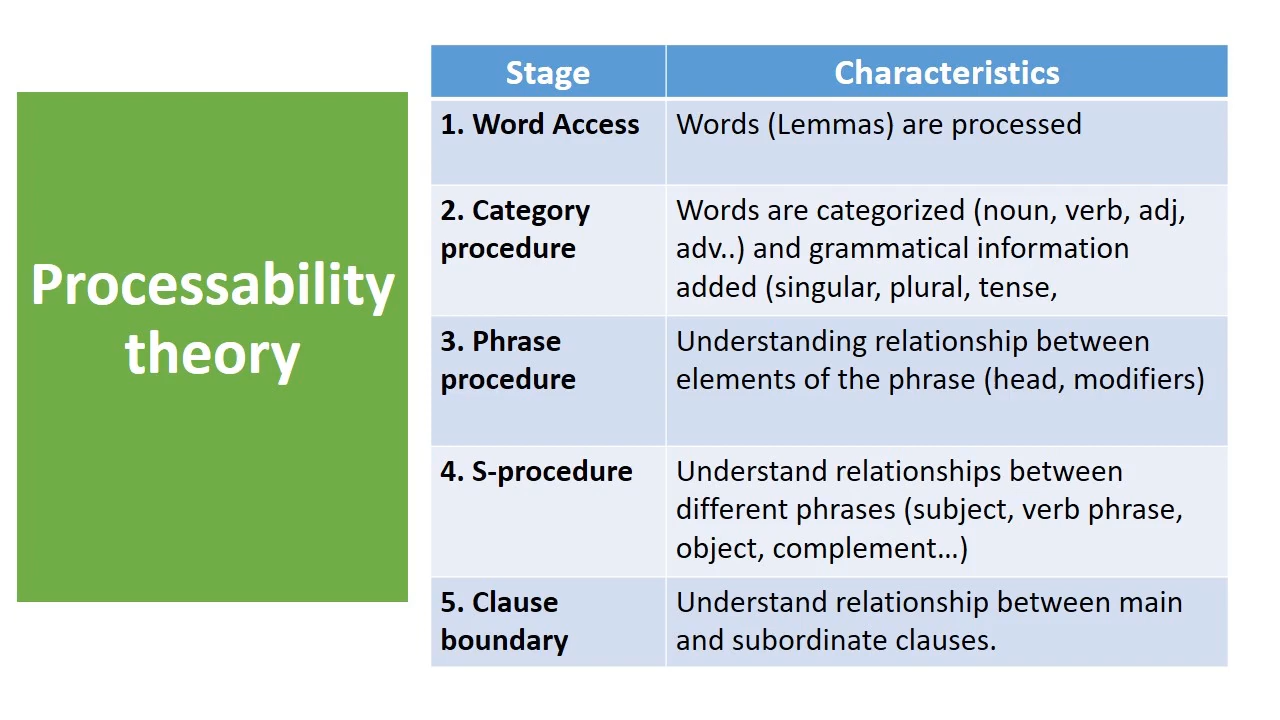 Processability
theory
Stage
Characteristics
1. Word Access
Words (Lemmas) are processed
2. Category
procedure
Words are categorized (noun, verb, adj,
adv..) and grammatical information
added (singular, plural, tense,
3. Phrase
procedure
Understanding relationship between
elements of the phrase (head, modifiers)
4. S-procedure
Understand relationships between
different phrases (subject, verb phrase,
object, complement...)
5. Clause
boundary
Understand relationship between main
and subordinate clauses.